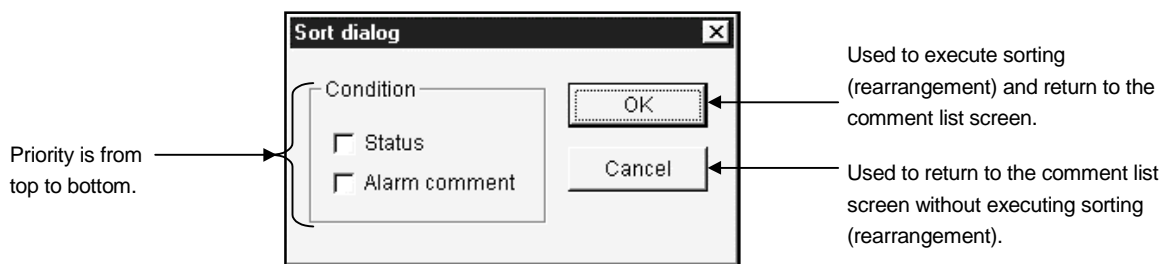 Sort dialog
Condition
Status
Alarm comment
OK
Cancel
Priority is from
top to bottom.
Used to execute sorting
(rearrangement) and return to the
comment list screen.
Used to return to the comment list
screen without executing sorting
(rearrangement).